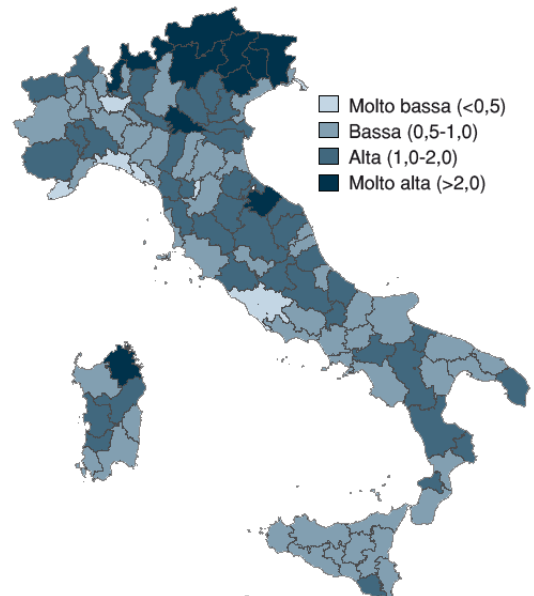 Molto bassa (<0,5)
Bassa (0,5-1,0)
Alta (1,0-2,0)
Molto alta (>2,0)